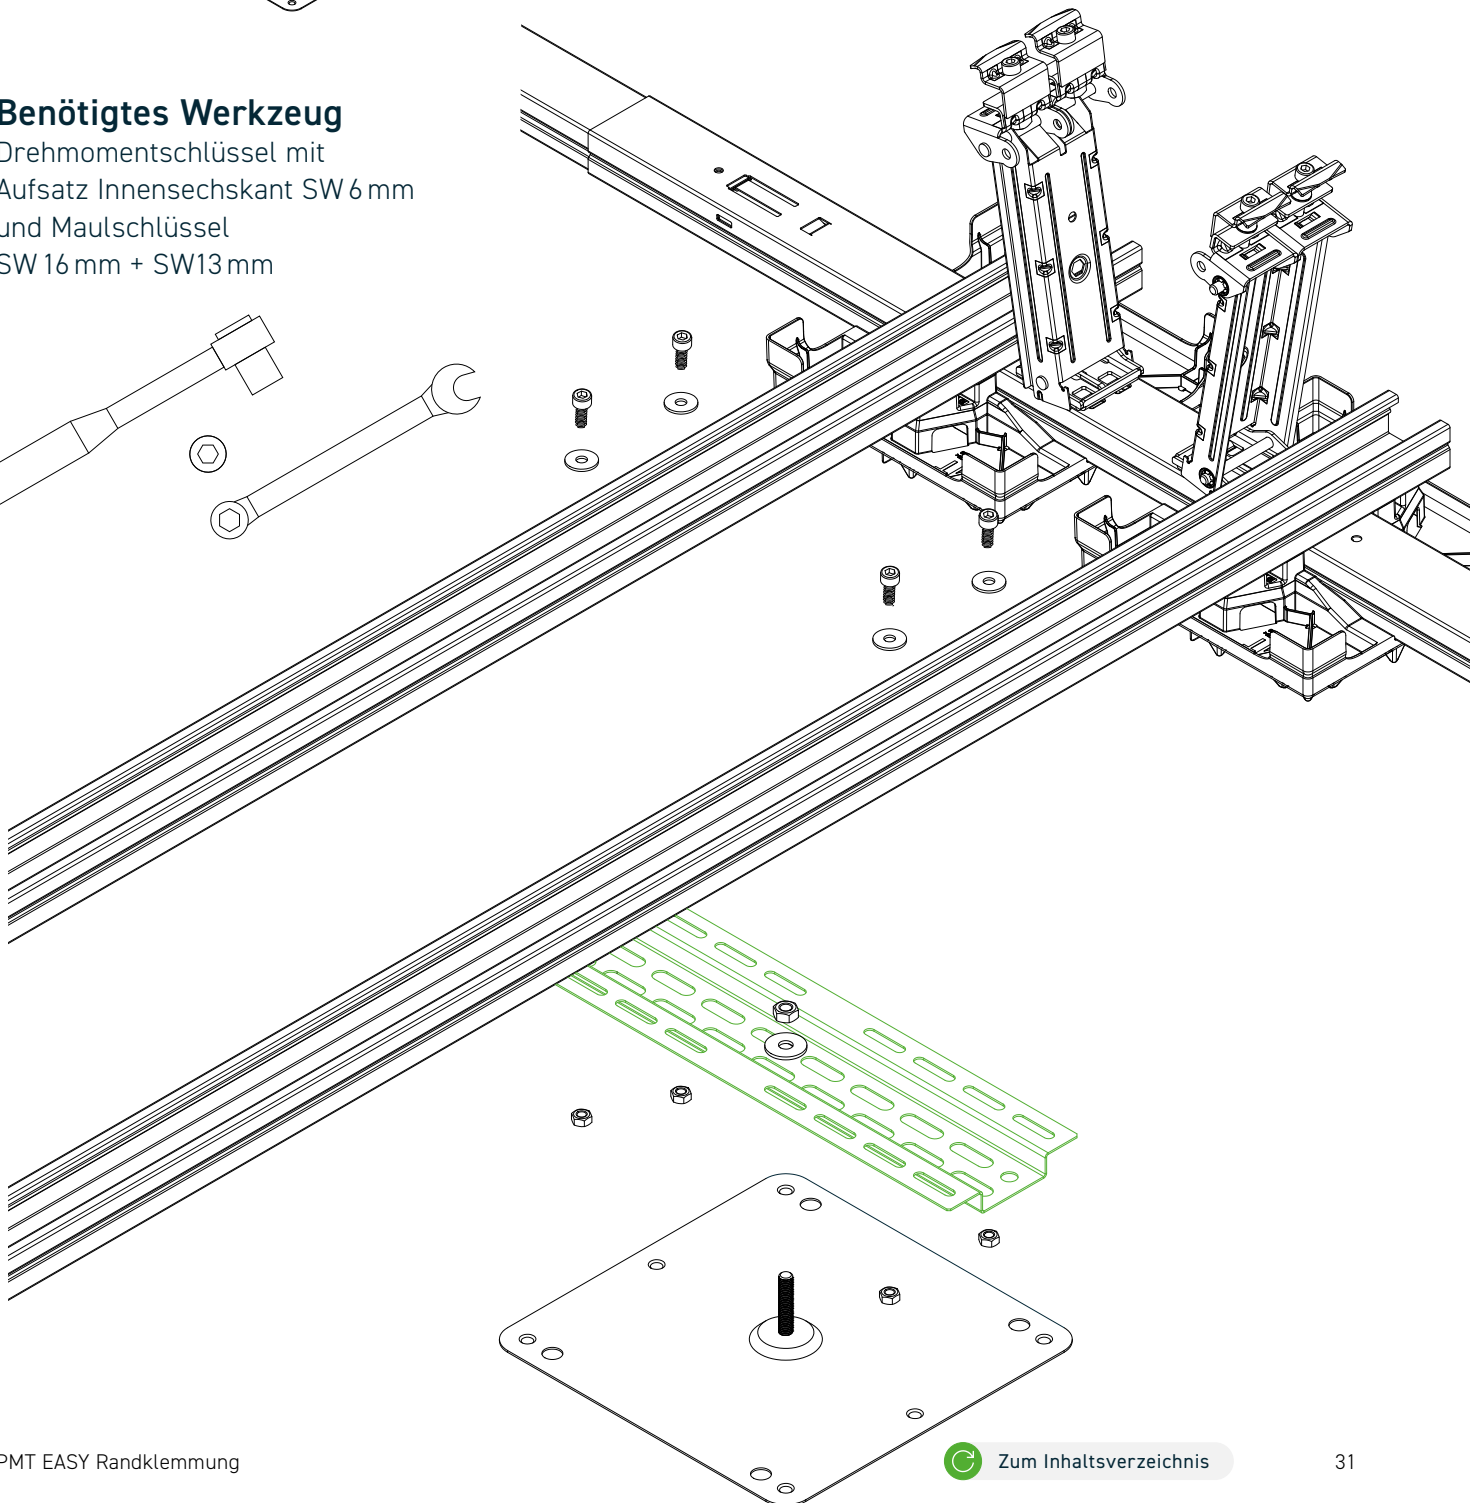 Benötigtes Werkzeug
Drehmomentschlüssel mit
Aufsatz Innensechskant SW 6 mm
und Maulschlüssel
SW 16 mm + SW13 mm
PMT EASY Randklemmung
Zum Inhaltsverzeichnis
31